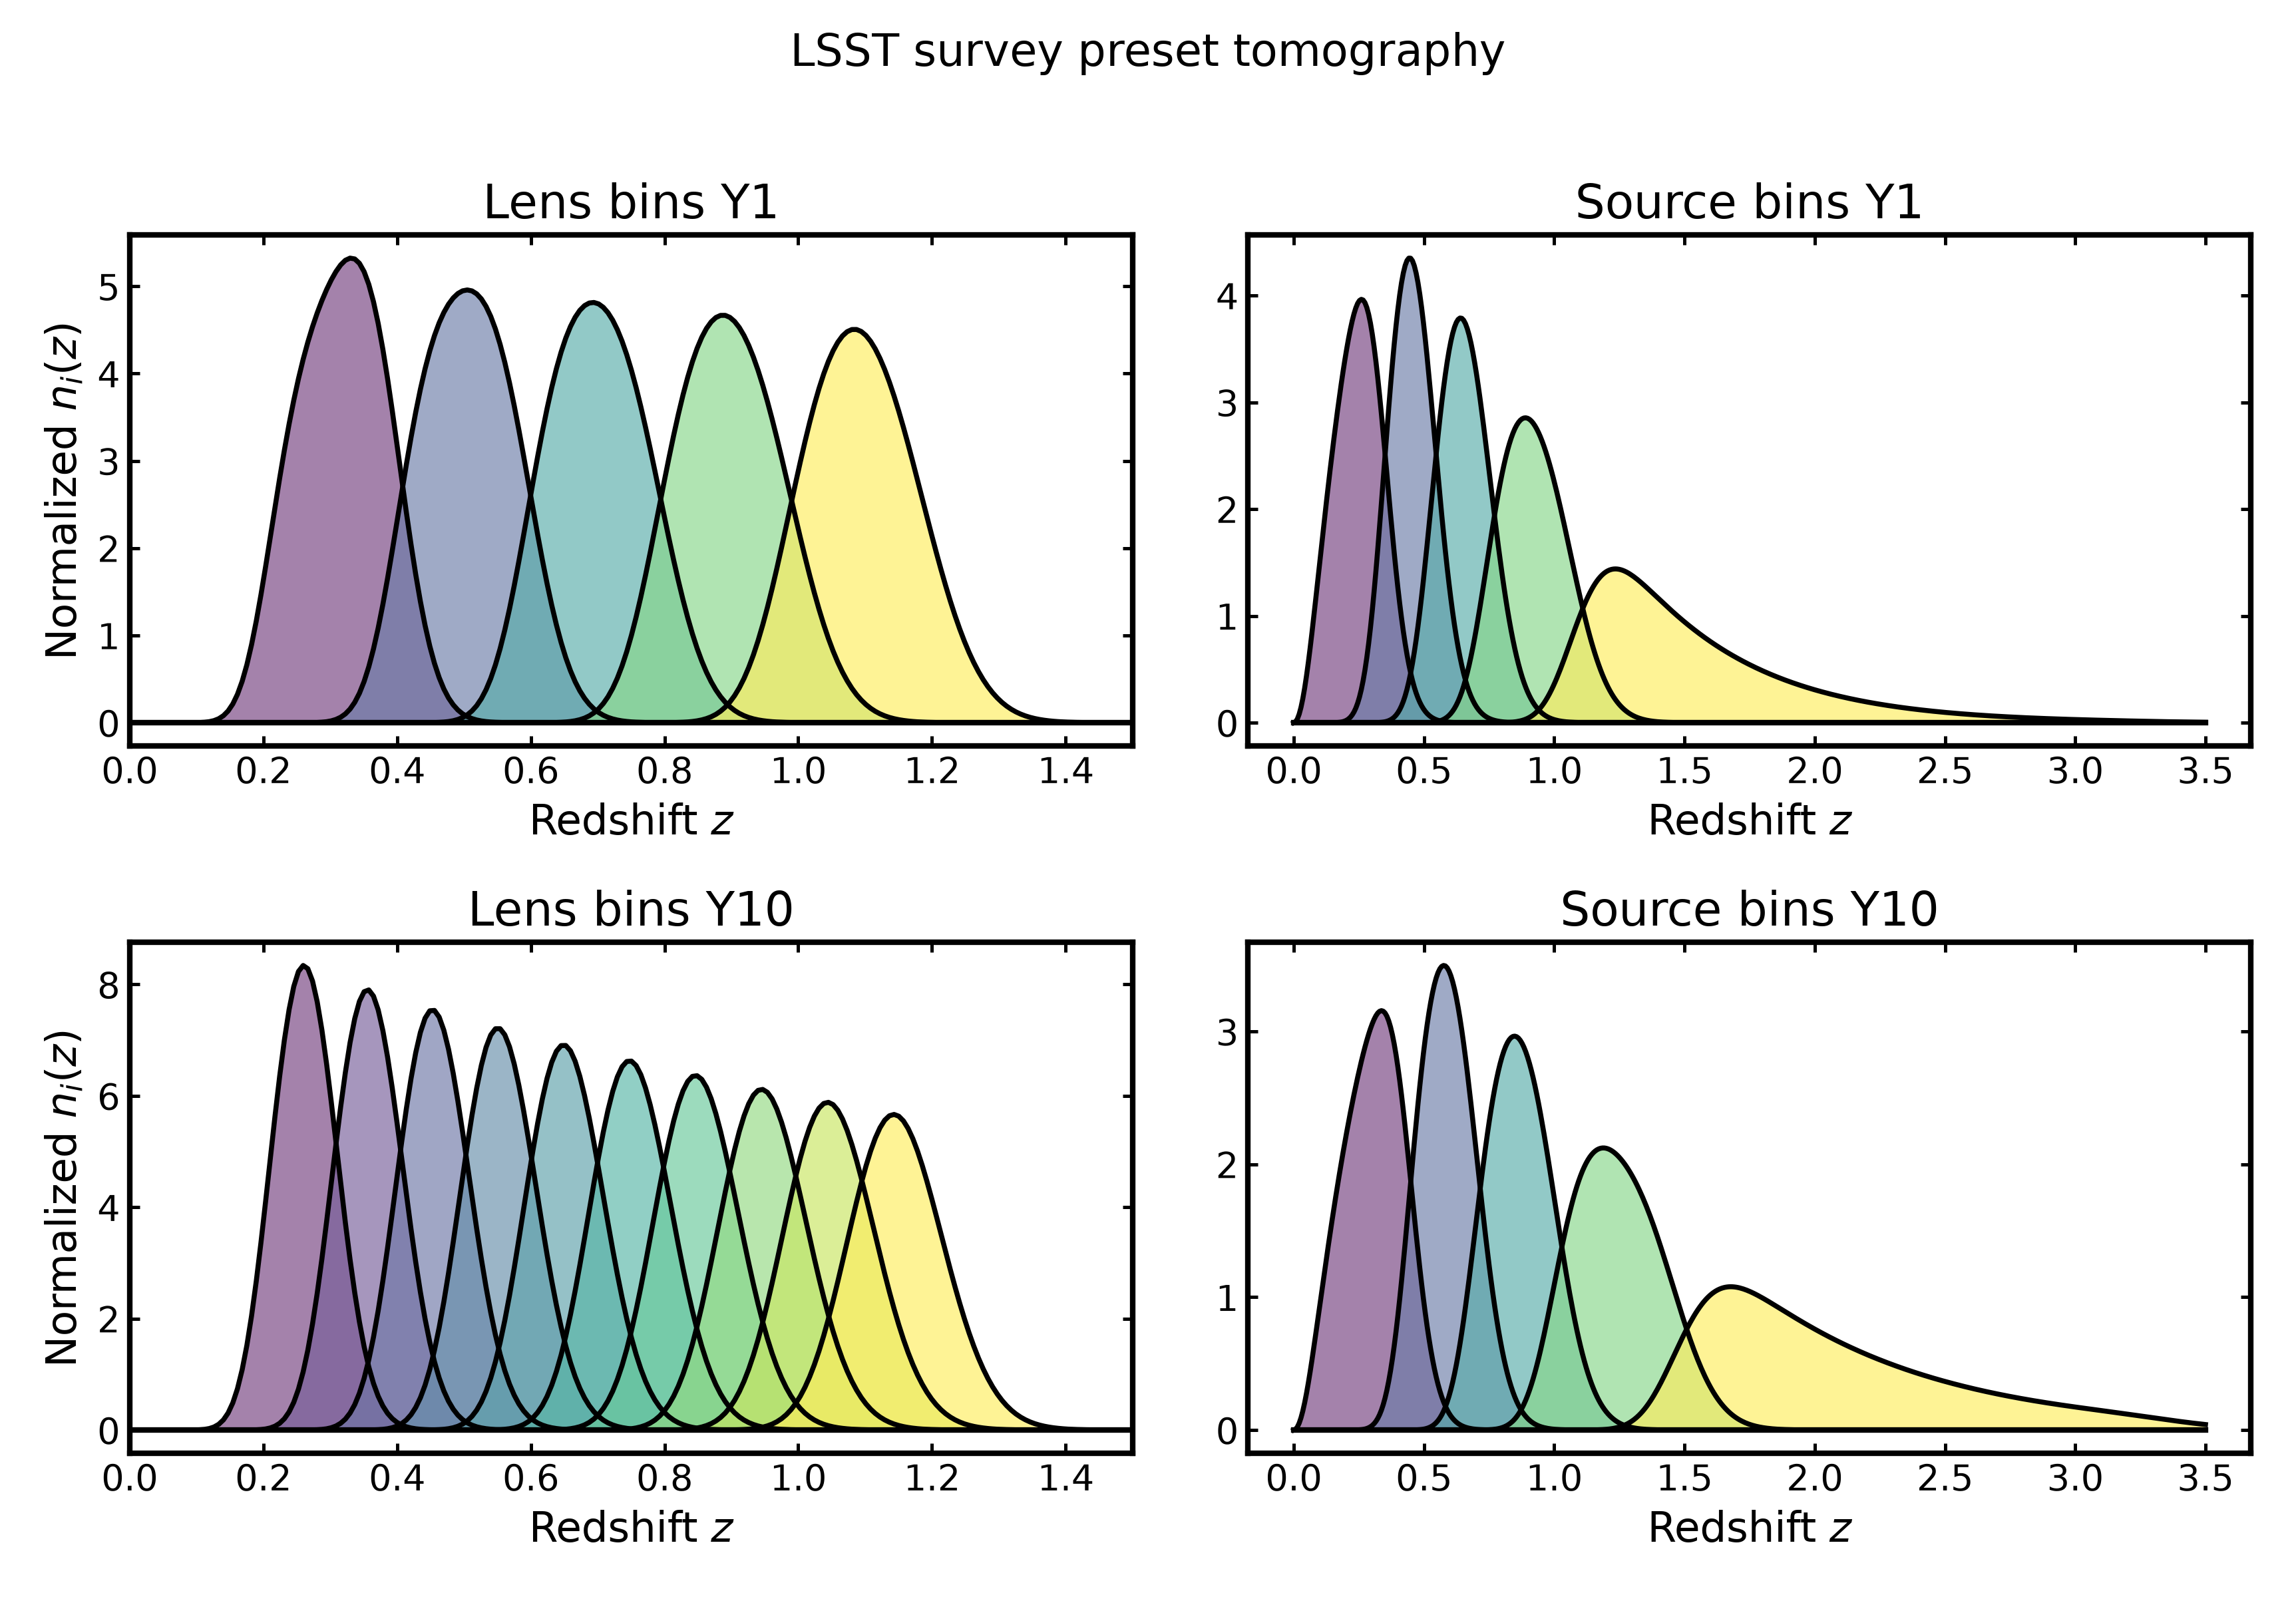 LSST survey preset tomography
Lens bins Y1
Normalized $n_i(z)$
5
4
3
2
1
0
0.0 0.2 0.4 0.6 0.8 1.0 1.2 1.4
Redshift $z$
Source bins Y1
4
3
2
1
0
0.0 0.5 1.0 1.5 2.0 2.5 3.0 3.5
Redshift $z$
Lens bins Y10
Normalized $n_i(z)$
8
6
4
2
0
0.0 0.2 0.4 0.6 0.8 1.0 1.2 1.4
Redshift $z$
Source bins Y10
3
2
1
0
0.0 0.5 1.0 1.5 2.0 2.5 3.0 3.5
Redshift $z$